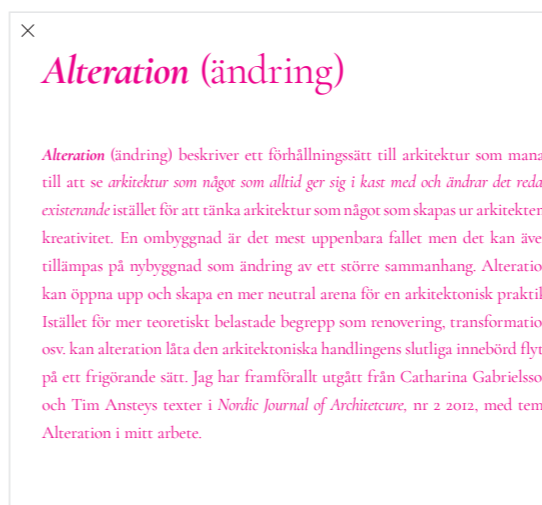 Alteration (ändring)
Alteration (ändring) beskriver ett förhållningssätt till arkitektur som mana
till att se arkitektur som något som alltid ger sig i kast med och ändrar det reda
existerande istället för att tänka arkitektur som något som skapas ur arkitekten
kreativitet. En ombyggnad är det mest uppenbara fallet men det kan äve
tillämpas på nybyggnad som ändring av ett större sammanhang. Alteratio
kan öppna upp och skapa en mer neutral arena för en arkitektonisk praktik
Istället för mer teoretiskt belastade begrepp som renovering, transformatio
osv. kan alteration låta den arkitektoniska handlingens slutliga innebörd flyt
på ett frigörande sätt. Jag har framförallt utgått från Catharina Gabrielsso
och Tim Ansteys texter i Nordic Journal of Architetcure, nr 2 2012, med tem
Alteration i mitt arbete.